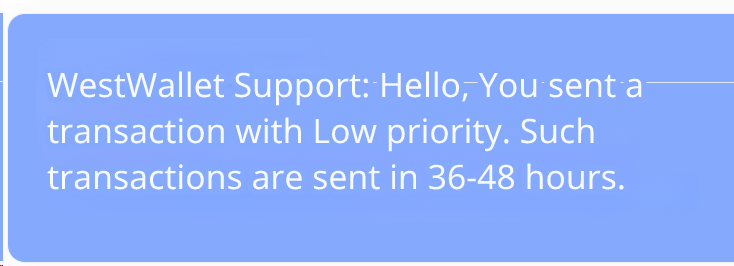 WestWallet Support: Hello, You sent a
transaction with Low priority. Such
transactions are sent in 36-48 hours.